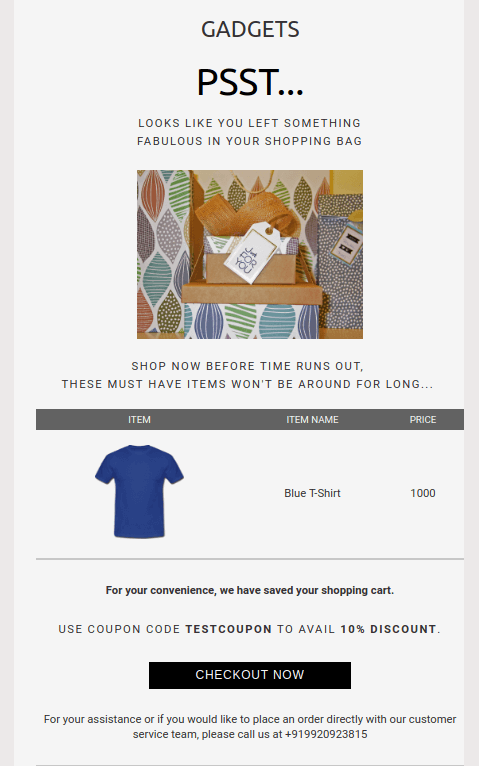 GADGETS
PSST...
LOOKS LIKE YOU LEFT SOMETHING
FABULOUS IN YOUR SHOPPING BAG
Just
FOR
YOU
SHOP NOW BEFORE TIME RUNS OUT,
THESE MUST HAVE ITEMS WON'T BE AROUND FOR LONG...
ITEM ITEM NAME PRICE
Blue T-Shirt 1000
For your convenience, we have saved your shopping cart.
USE COUPON CODE TESTCOUPON TO AVAIL 10% DISCOUNT.
CHECKOUT NOW
For your assistance or if you would like to place an order directly with our customer
service team, please call us at +919920923815